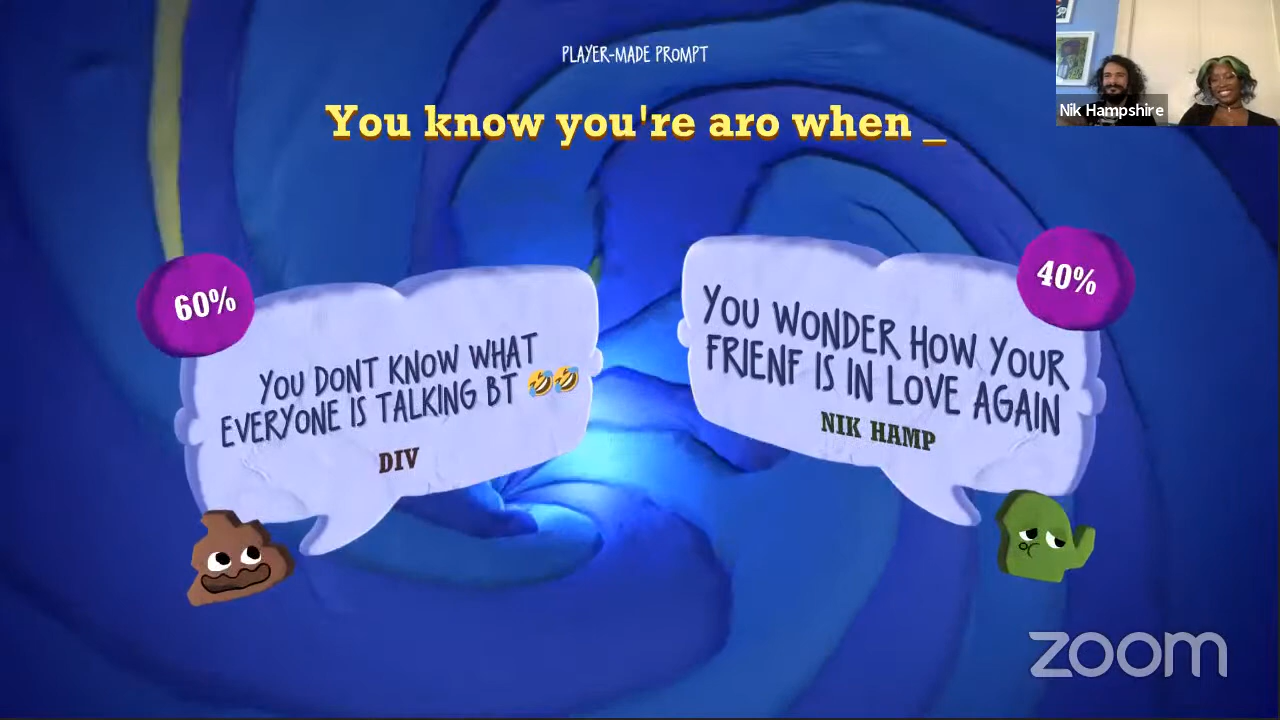 PLAYER-MADE PROMPT
Nik Hampshire
You know you're aro when _
60%
YOU DONT KNOW WHAT
EVERYONE IS TALKING BT 🤣🤣
DIV
40%
YOU WONDER HOW YOUR
FRIENF IS IN LOVE AGAIN
NIK HAMP
zoom